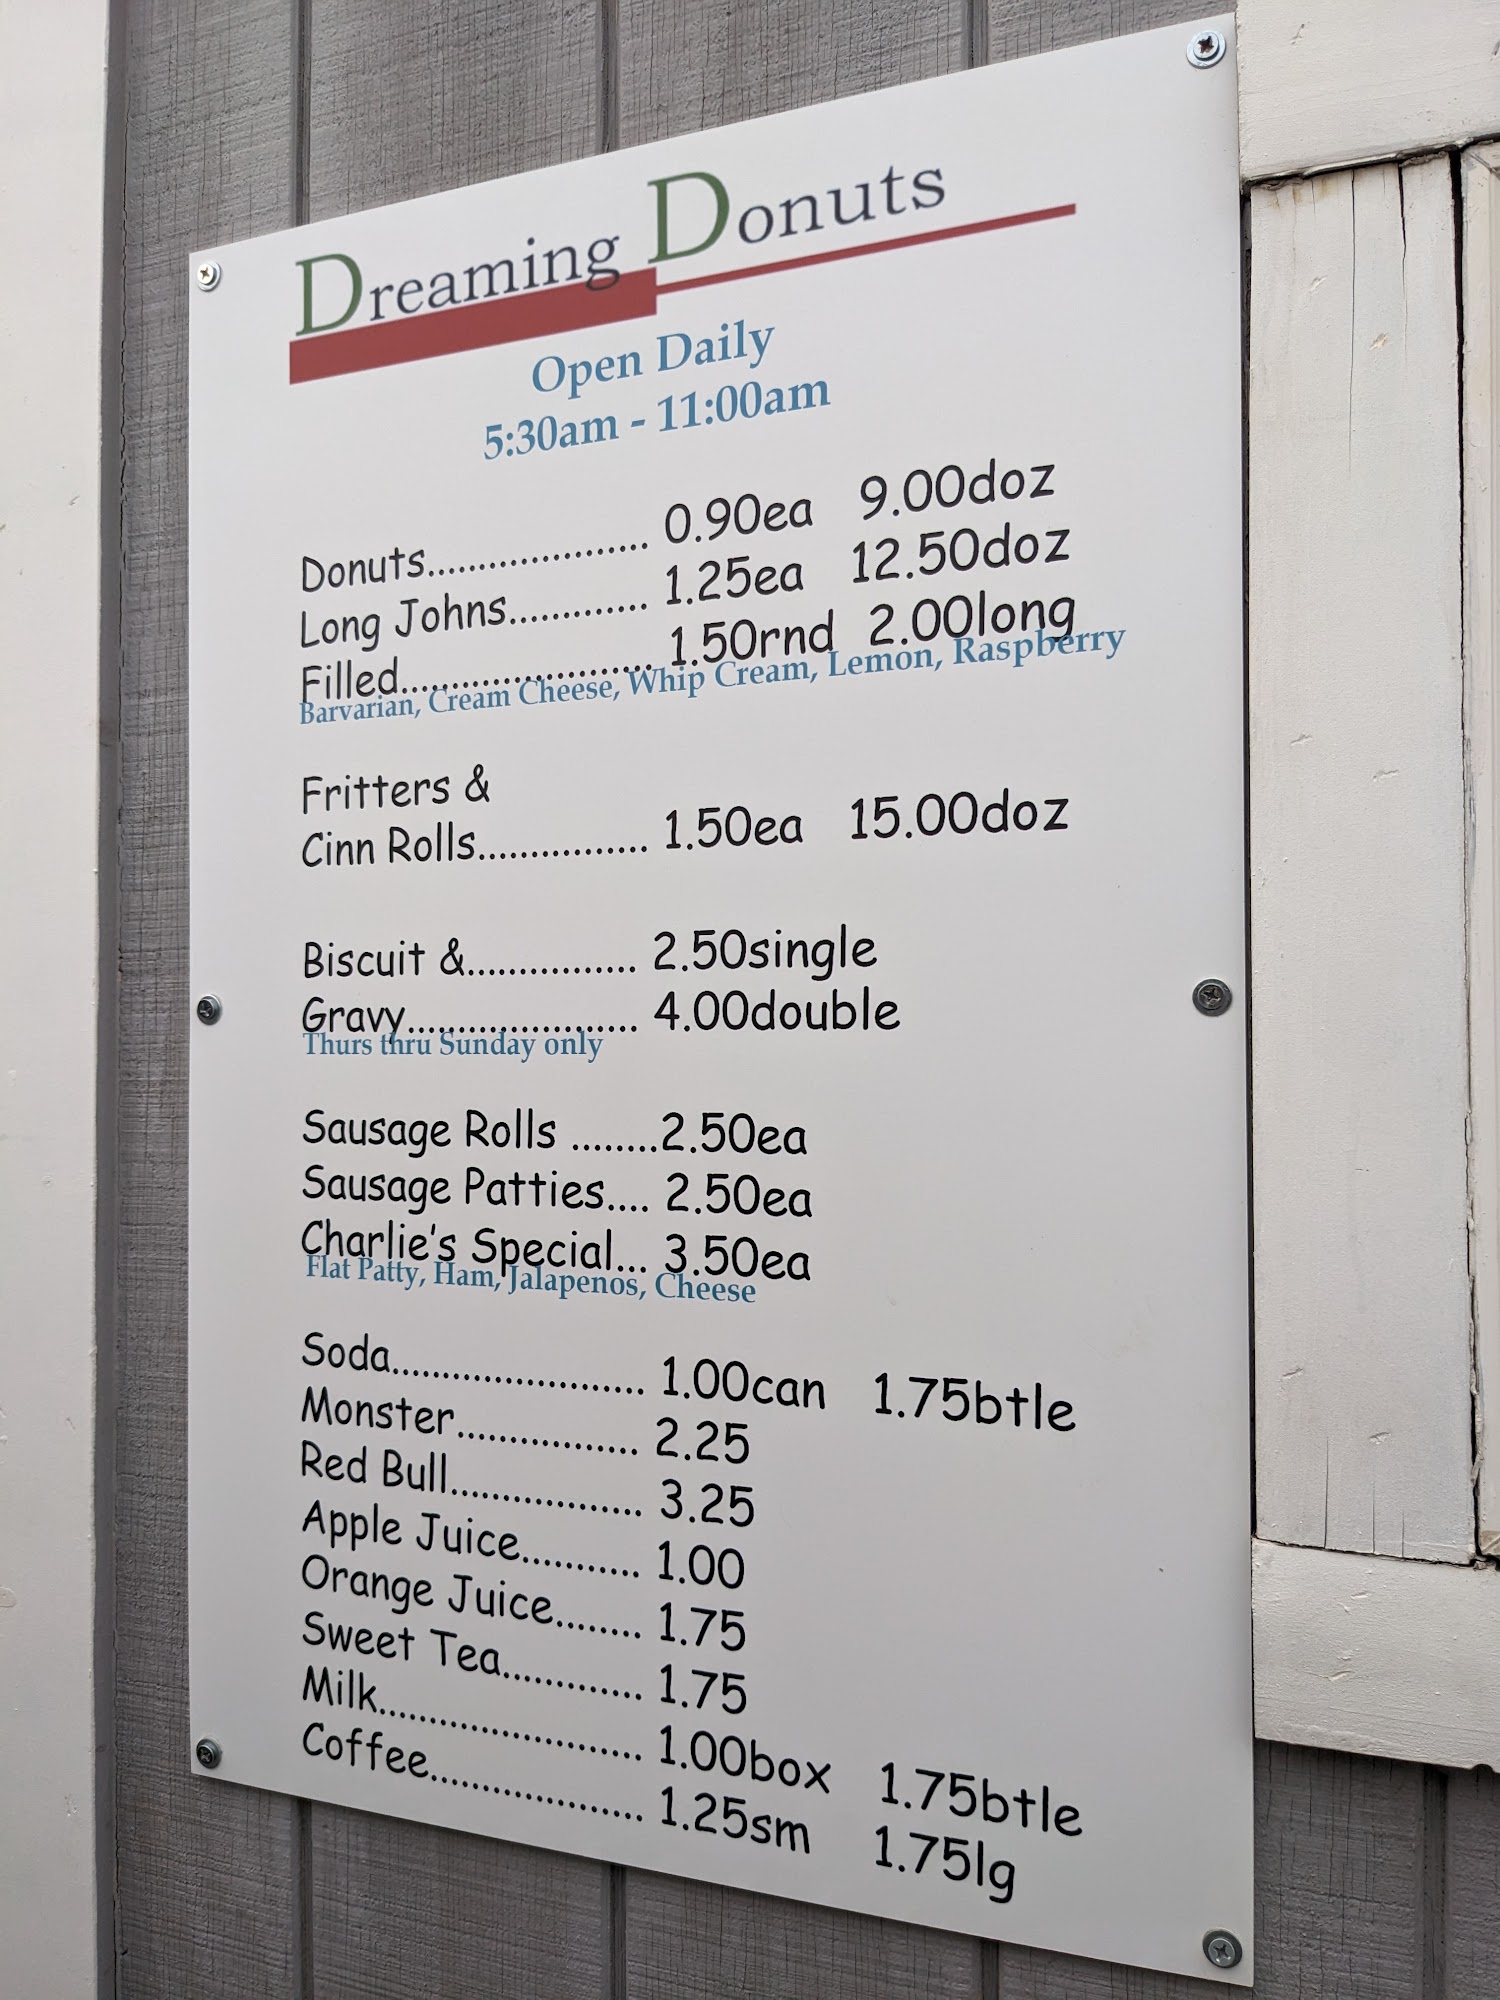 Dreaming Donuts
Open Daily
5:30am - 11:00am
Donuts..................... 0.90ea 9.00doz
Long Johns............. 1.25ea 12.50doz
Filled........................ 1.50rnd 2.00long
Barvarian, Cream Cheese, Whip Cream, Lemon, Raspberry
Fritters &
Cinn Rolls................ 1.50ea 15.00doz
Biscuit &................ 2.50single
Gravy...................... 4.00double
Thurs thru Sunday only
Sausage Rolls ........2.50ea
Sausage Patties.... 2.50ea
Charlie's Special... 3.50ea
Flat Patty, Ham, Jalapenos, Cheese
Soda........................ 1.00can 1.75btle
Monster................. 2.25
Red Bull.................. 3.25
Apple Juice........... 1.00
Orange Juice........ 1.75
Sweet Tea............. 1.75
Milk......................... 1.00box 1.75btle
Coffee.................... 1.25sm 1.75lg